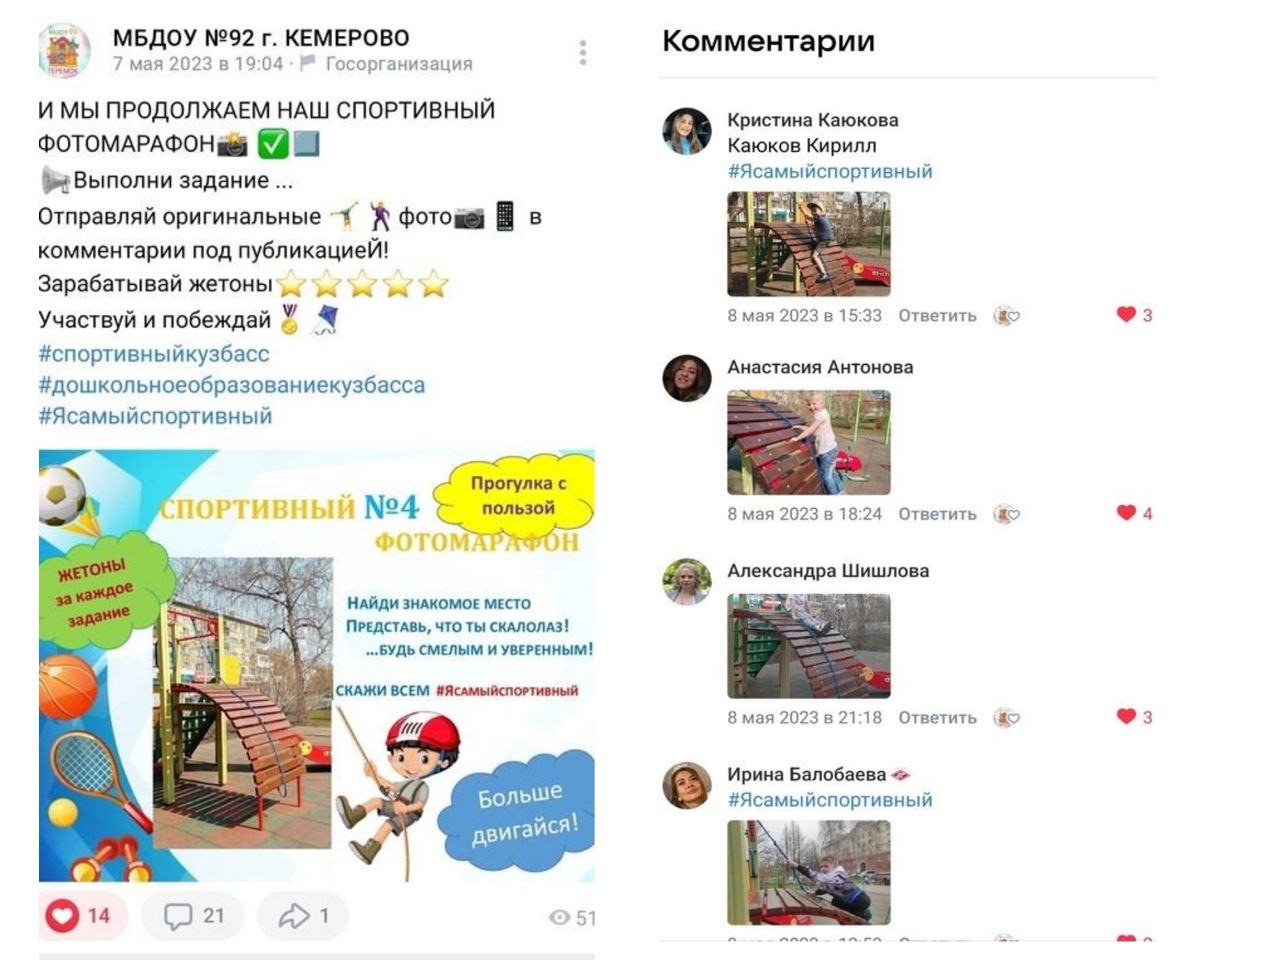 МБДОУ №92 г. КЕМЕРОВО
7 мая 2023 в 19:04 · Госорганизация
И МЫ ПРОДОЛЖАЕМ НАШ СПОРТИВНЫЙ
ФОТОМАРАФОН
Выполни задание ...
Отправляй оригинальные фото в
комментарии под публикациеЙ!
Зарабатывай жетоны
Участвуй и побеждай
#спортивныйкузбасс
#дошкольноеобразованиекузбасса
#Ясамыйспортивный
Прогулка с
пользой
СПОРТИВНЫЙ №4
ФОТОМАРАФОН
ЖЕТОНЫ
за каждое
задание
НАЙДИ ЗНАКОМОЕ МЕСТО
ПРЕДСТАВЬ, ЧТО ТЫ СКАЛОЛАЗ!
...БУДЬ СМЕЛЫМ И УВЕРЕННЫМ!
СКАЖИ ВСЕМ #ЯСАМЫЙСПОРТИВНЫЙ
Больше
двигайся!
14 21 1 51
Комментарии
Кристина Каюкова
Каюков Кирилл
#Ясамыйспортивный
8 мая 2023 в 15:33 Ответить 3
Анастасия Антонова
8 мая 2023 в 18:24 Ответить 4
Александра Шишлова
8 мая 2023 в 21:18 Ответить 3
Ирина Балобаева
#Ясамыйспортивный